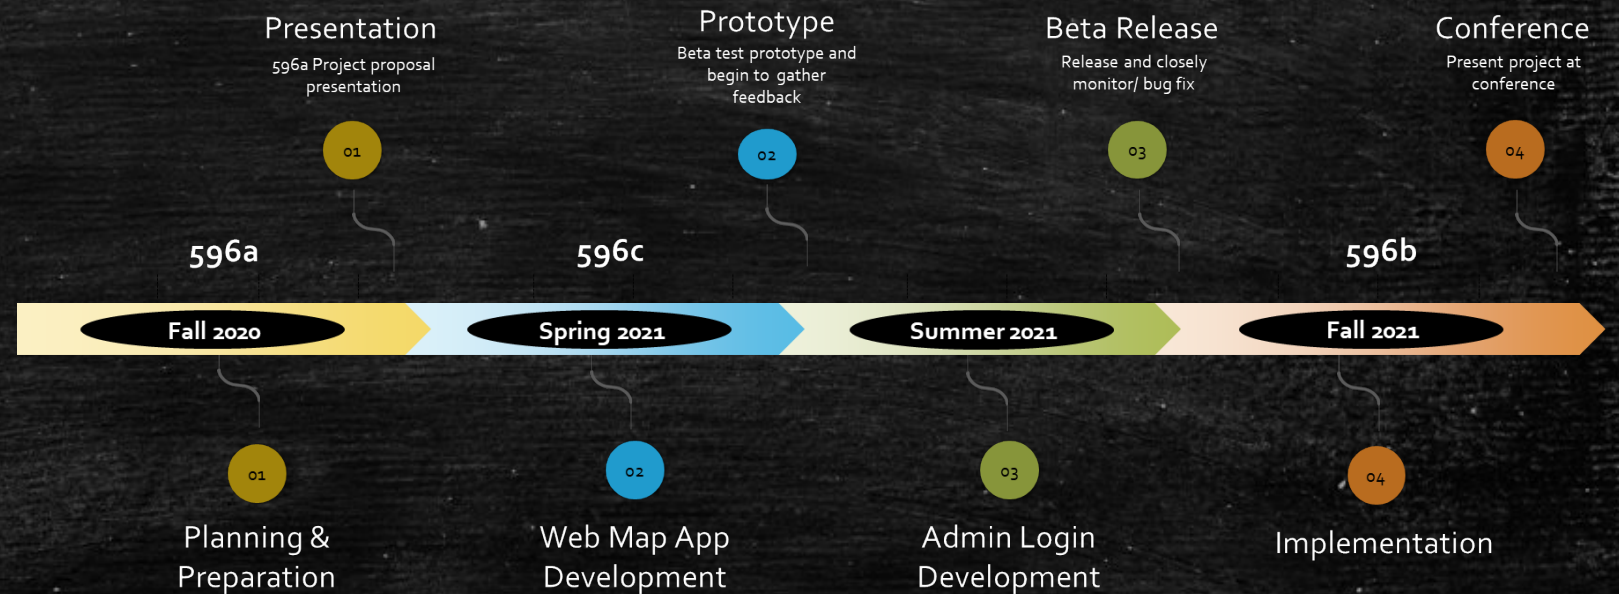 Presentation
596a Project proposal
presentation
01
Prototype
Beta test prototype and
begin to gather
feedback
02
Beta Release
Release and closely
monitor/ bug fix
03
Conference
Present project at
conference
04
596a
596c
596b
Fall 2020
Spring 2021
Summer 2021
Fall 2021
01
Planning &
Preparation
02
Web Map App
Development
03
Admin Login
Development
04
Implementation